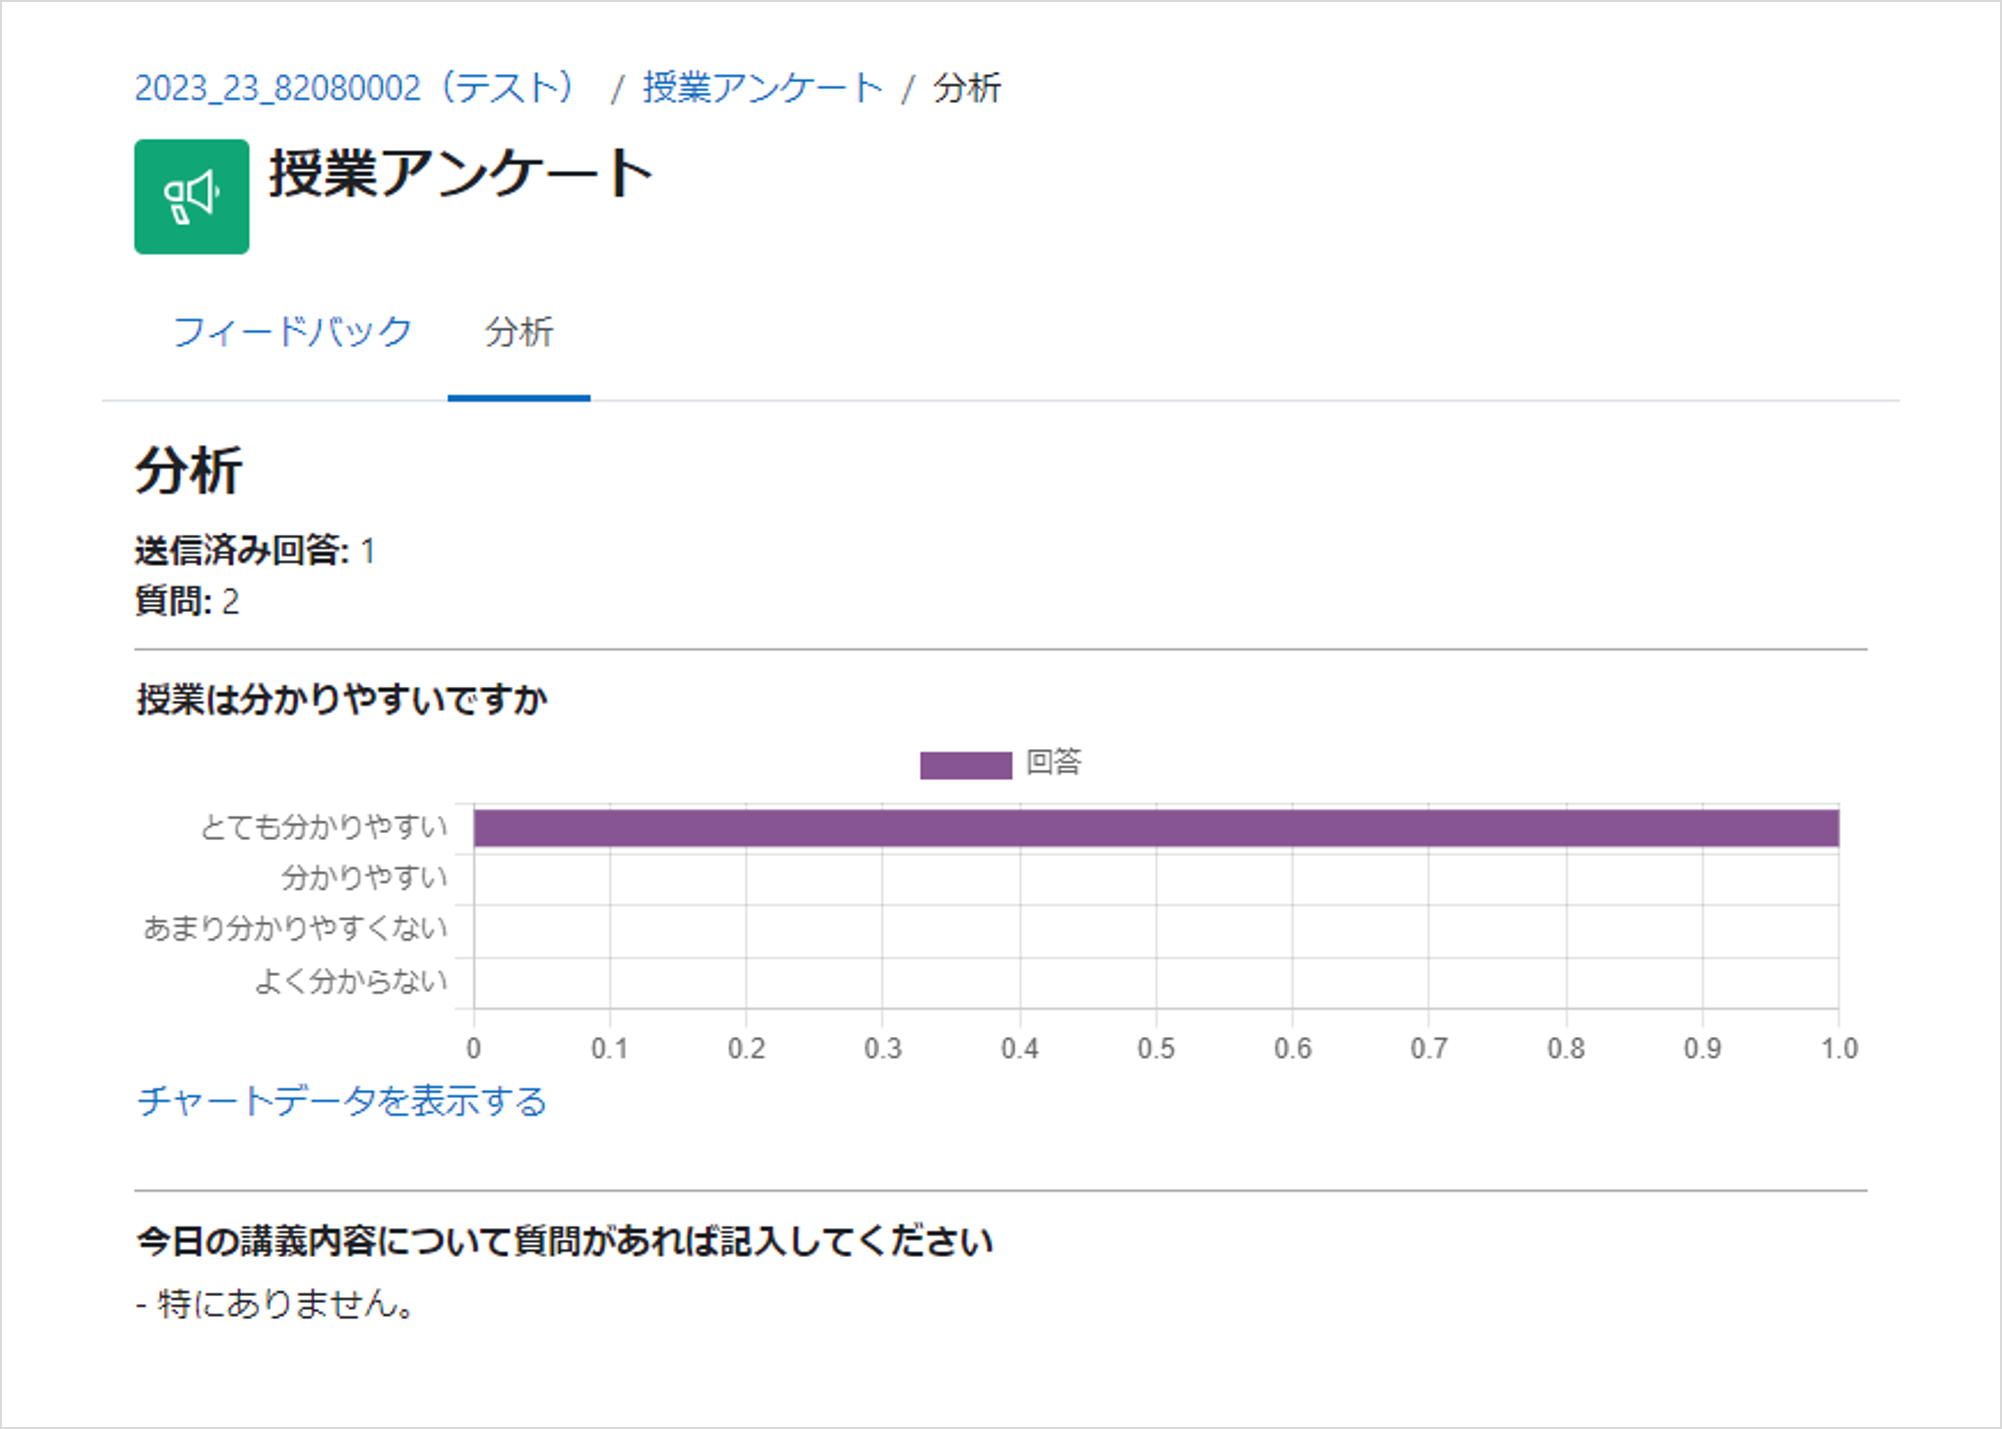 2023_23_82080002（テスト） / 授業アンケート / 分析
授業アンケート
フィードバック 分析
分析
送信済み回答: 1
質問: 2
授業は分かりやすいですか
回答
とても分かりやすい
分かりやすい
あまり分かりやすくない
よく分からない
0 0.1 0.2 0.3 0.4 0.5 0.6 0.7 0.8 0.9 1.0
チャートデータを表示する
今日の講義内容について質問があれば記入してください
- 特にありません。